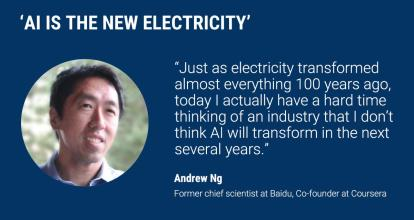 ‘AI IS THE NEW ELECTRICITY’
“Just as electricity transformed
almost everything 100 years ago,
today I actually have a hard time
thinking of an industry that I don’t
think AI will transform in the next
several years.”
Andrew Ng
Former chief scientist at Baidu, Co-founder at Coursera